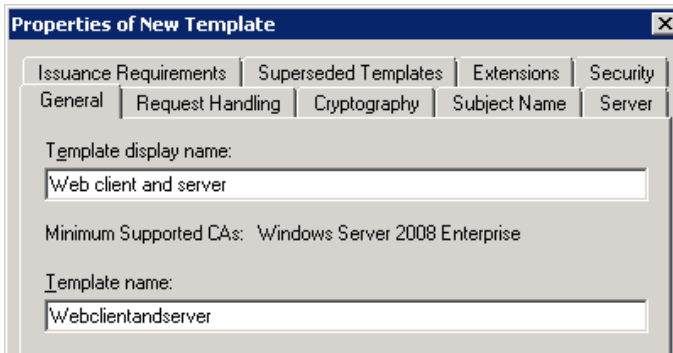 Properties of New Template
Issuance Requirements Superseded Templates Extensions Security
General Request Handling Cryptography Subject Name Server
Template display name:
Web client and server
Minimum Supported CAs: Windows Server 2008 Enterprise
Template name:
Webclientandserver